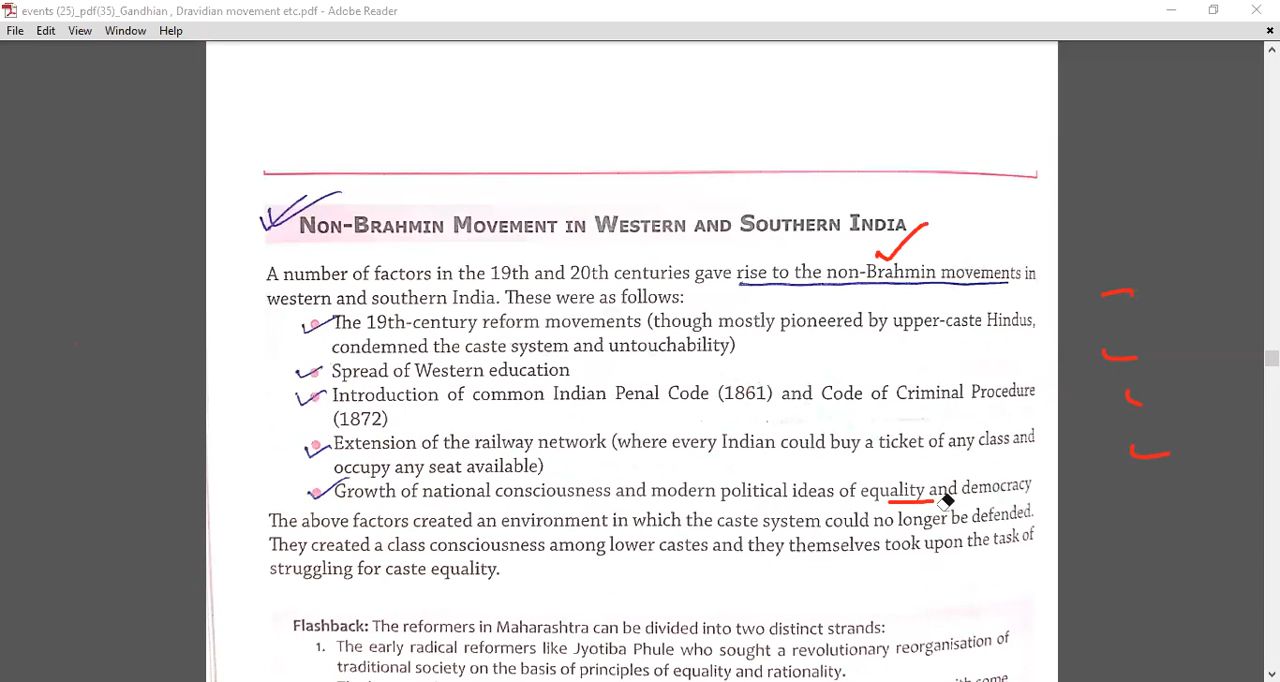 events (25)_pdf(35)_Gandhian , Dravidian movement etc.pdf - Adobe Reader
File Edit View Window Help
NON-BRAHMIN MOVEMENT IN WESTERN AND SOUTHERN INDIA
A number of factors in the 19th and 20th centuries gave rise to the non-Brahmin movements in
western and southern India. These were as follows:
The 19th-century reform movements (though mostly pioneered by upper-caste Hindus,
condemned the caste system and untouchability)
Spread of Western education
Introduction of common Indian Penal Code (1861) and Code of Criminal Procedure
(1872)
Extension of the railway network (where every Indian could buy a ticket of any class and
occupy any seat available)
Growth of national consciousness and modern political ideas of equality and democracy
The above factors created an environment in which the caste system could no longer be defended.
They created a class consciousness among lower castes and they themselves took upon the task of
struggling for caste equality.
Flashback: The reformers in Maharashtra can be divided into two distinct strands:
1. The early radical reformers like Jyotiba Phule who sought a revolutionary reorganisation of
traditional society on the basis of principles of equality and rationality.